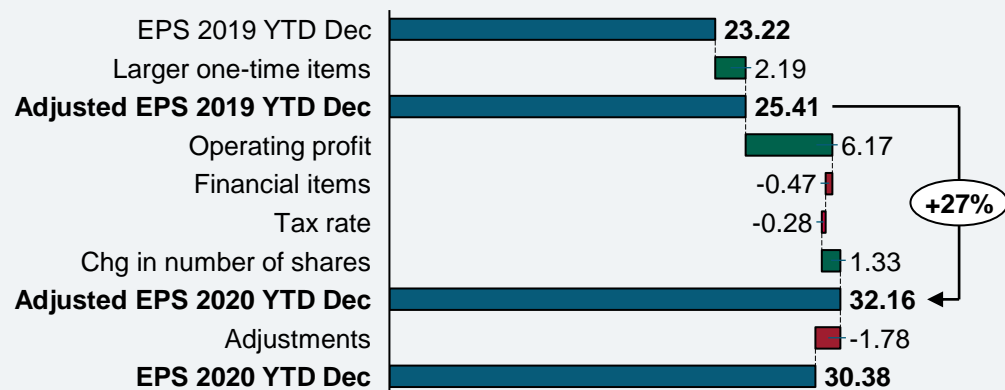 EPS 2019 YTD Dec 23.22
Larger one-time items 2.19
Adjusted EPS 2019 YTD Dec 25.41
Operating profit 6.17
Financial items -0.47
+27%
Tax rate -0.28
Chg in number of shares 1.33
Adjusted EPS 2020 YTD Dec 32.16
Adjustments -1.78
EPS 2020 YTD Dec 30.38